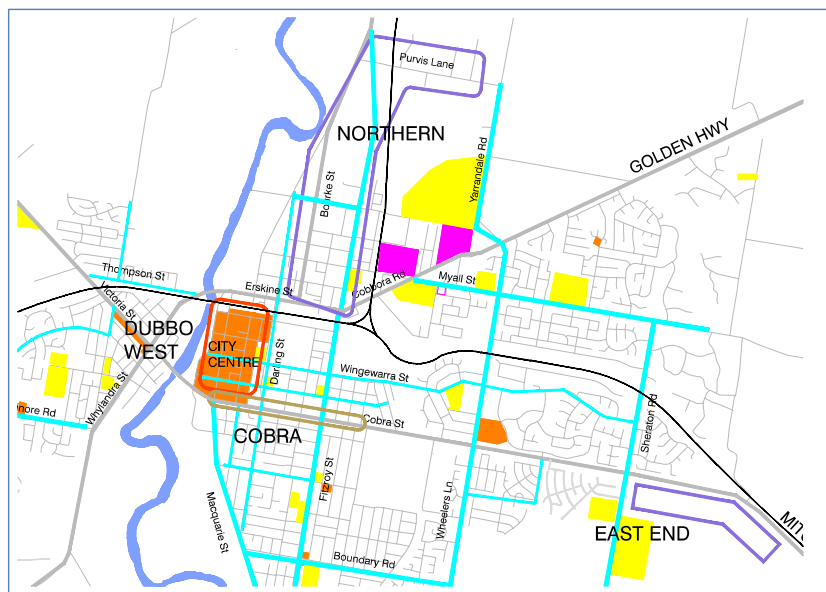 Purvis Lane
NORTHERN
GOLDEN HWY
Yarrandale Rd
Bourke St
Thompson St
Erskine St
Cobbora Rd
Myall St
Victoria St
DUBBO
WEST
CITY
CENTRE
Darling St
Wingewarra St
Whylandra St
enore Rd
COBRA
Cobra St
Sheraton Rd
Fitzroy St
Wheelers Ln
Macquarie St
EAST END
Boundary Rd